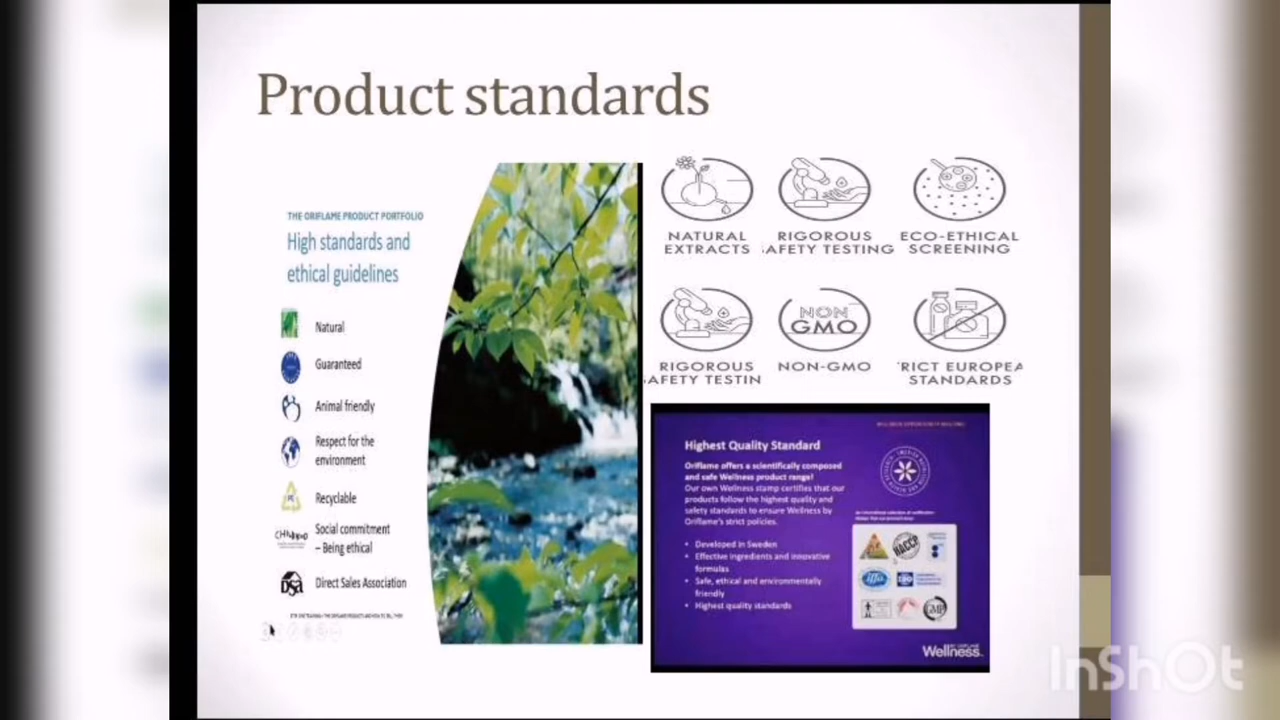 Product standards
THE ORIFLAME PRODUCT PORTFOLIO
High standards and
ethical guidelines
Natural
Guaranteed
Animal friendly
Respect for the
environment
Recyclable
Social commitment
– Being ethical
Direct Sales Association
DSA
PE
NATURAL
EXTRACTS
RIGOROUS
AFETY TESTING
ECO-ETHICAL
SCREENING
RIGOROUS
AFETY TESTIN
NON
GMO
NON-GMO
RICT EUROPEA
STANDARDS
Highest Quality Standard
Oriflame offers a scientifically composed
and safe Wellness product range!
Our own Wellness stamp certifies that our
products follow the highest quality and
safety standards to ensure Wellness by
Oriflame's strict policies.
• Developed in Sweden
• Effective ingredients and innovative
formulas
• Safe, ethical and environmentally
friendly
• Highest quality standards
HACCP
iffo
ISO
GMP
Wellness
InShOt